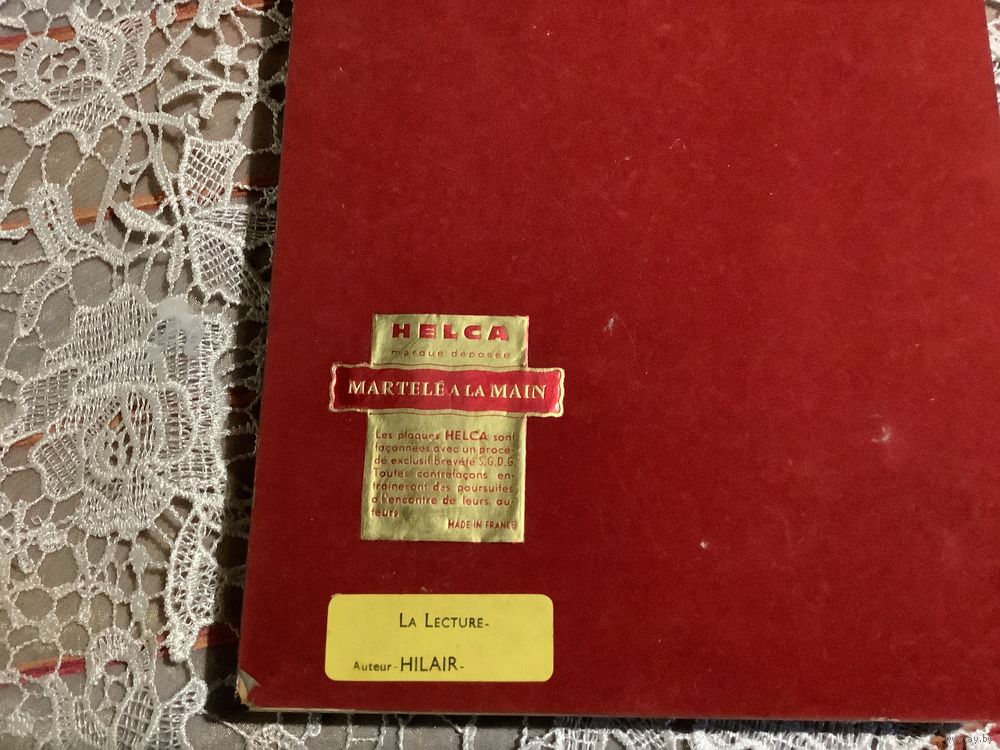 HELCA
marque déposée
MARTELÉ A LA MAIN
Les plaques HELCA sont
façonnées avec un procé-
dé exclusif breveté S.G.D.G.
Toutes contrefaçons en-
traineront des poursuites
a l'encontre de leurs au-
teurs.
MADE IN FRANCE
LA LECTURE-
Auteur-HILAIR-